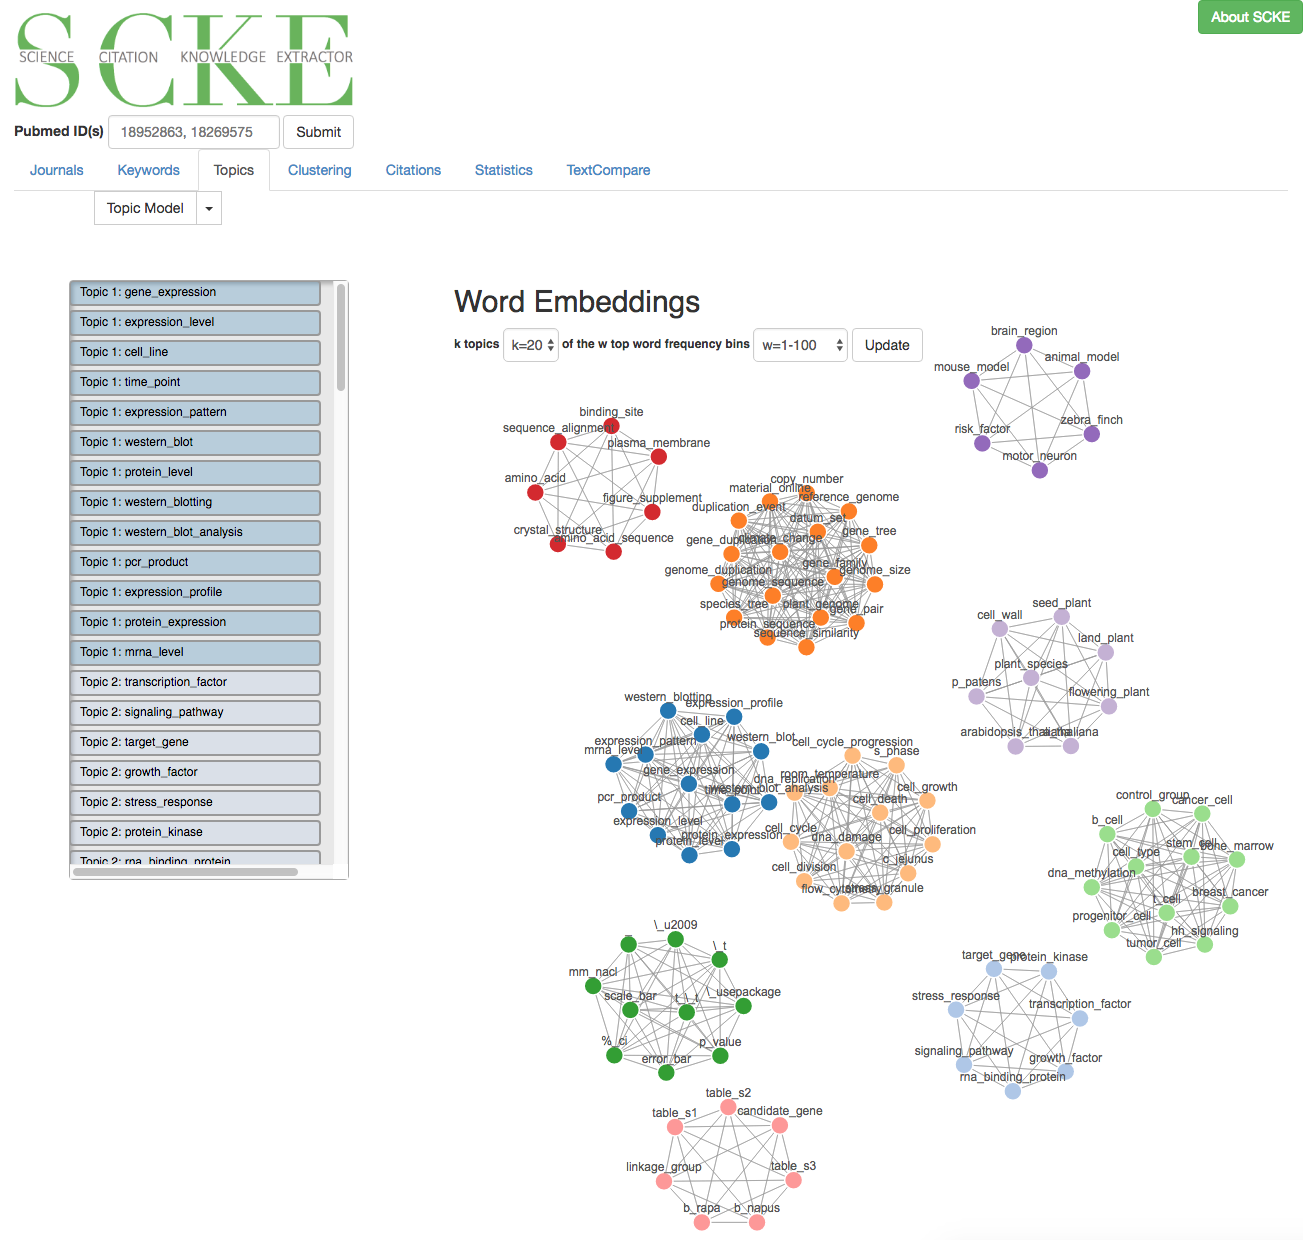 About SCKE
SCKE
SCIENCE CITATION KNOWLEDGE EXTRACTOR
Pubmed ID(s) 18952863, 18269575 Submit
Journals Keywords Topics Clustering Citations Statistics TextCompare
Topic Model
Topic 1: gene_expression
Topic 1: expression_level
Topic 1: cell_line
Topic 1: time_point
Topic 1: expression_pattern
Topic 1: western_blot
Topic 1: protein_level
Topic 1: western_blotting
Topic 1: western_blot_analysis
Topic 1: pcr_product
Topic 1: expression_profile
Topic 1: protein_expression
Topic 1: mrna_level
Topic 2: transcription_factor
Topic 2: signaling_pathway
Topic 2: target_gene
Topic 2: growth_factor
Topic 2: stress_response
Topic 2: protein_kinase
Topic 2: rna_binding_protein
Word Embeddings
k topics k=20 of the w top word frequency bins w=1-100 Update
brain_region
animal_model
mouse_model
zebra_finch
risk_factor
motor_neuron
binding_site
sequence_alignment
plasma_membrane
amino_acid
figure_supplement
crystal_structure
amino_acid_sequence
copy_number
material_online
reference_genome
duplication_event
datum_set
gene_tree
gene_duplication
climate_change
gene_family
genome_duplication
genome_size
genome_sequence
species_tree
plant_genome
gene_pair
protein_sequence
sequence_similarity
seed_plant
cell_wall
land_plant
plant_species
p_patens
flowering_plant
arabidopsis_thaliana
a_thaliana
western_blotting
expression_profile
cell_line
western_blot
expression_pattern
mrna_level
gene_expression
time_point
western_blot_analysis
pcr_product
expression_level
protein_expression
protein_level
cell_cycle_progression
s_phase
room_temperature
dna_replication
cell_growth
cell_death
cell_cycle
cell_proliferation
dna_damage
c_jejunus
cell_division
flow_cytometry
stress_granule
control_group
cancer_cell
b_cell
stem_cell
bone_marrow
cell_type
dna_methylation
breast_cancer
t_cell
progenitor_cell
hh_signaling
tumor_cell
\_u2009
_
\_t
mm_nacl
\_usepackage
scale_bar
t_\_t
%_ci
p_value
error_bar
target_gene
protein_kinase
stress_response
transcription_factor
signaling_pathway
growth_factor
rna_binding_protein
table_s2
table_s1
candidate_gene
linkage_group
table_s3
b_rapa
b_napus